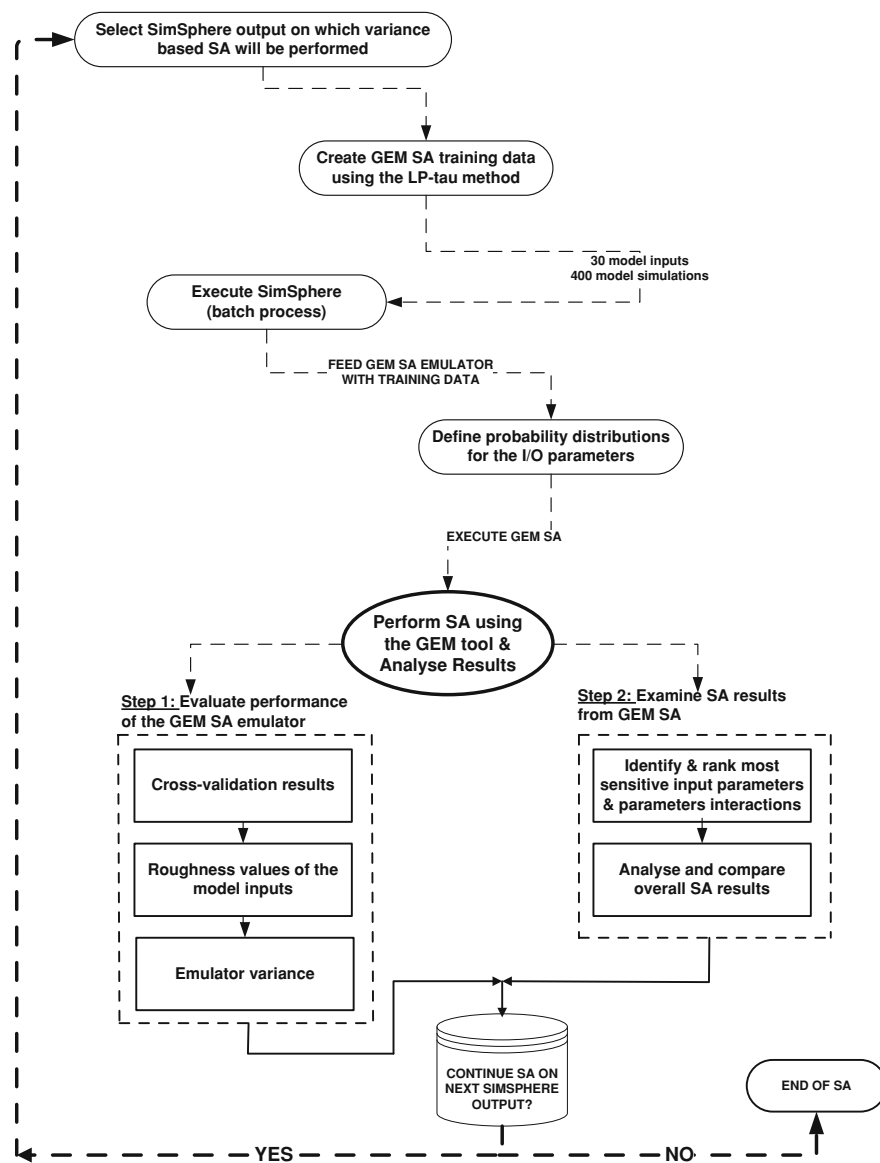 Select SimSphere output on which variance
based SA will be performed
Create GEM SA training data
using the LP-tau method
30 model inputs
400 model simulations
Execute SimSphere
(batch process)
FEED GEM SA EMULATOR
WITH TRAINING DATA
Define probability distributions
for the I/O parameters
EXECUTE GEM SA
Perform SA using
the GEM tool &
Analyse Results
Step 1: Evaluate performance
of the GEM SA emulator
Cross-validation results
Roughness values of the
model inputs
Emulator variance
Step 2: Examine SA results
from GEM SA
Identify & rank most
sensitive input parameters
& parameters interactions
Analyse and compare
overall SA results
CONTINUE SA ON
NEXT SIMSPHERE
OUTPUT?
END OF SA
YES
NO